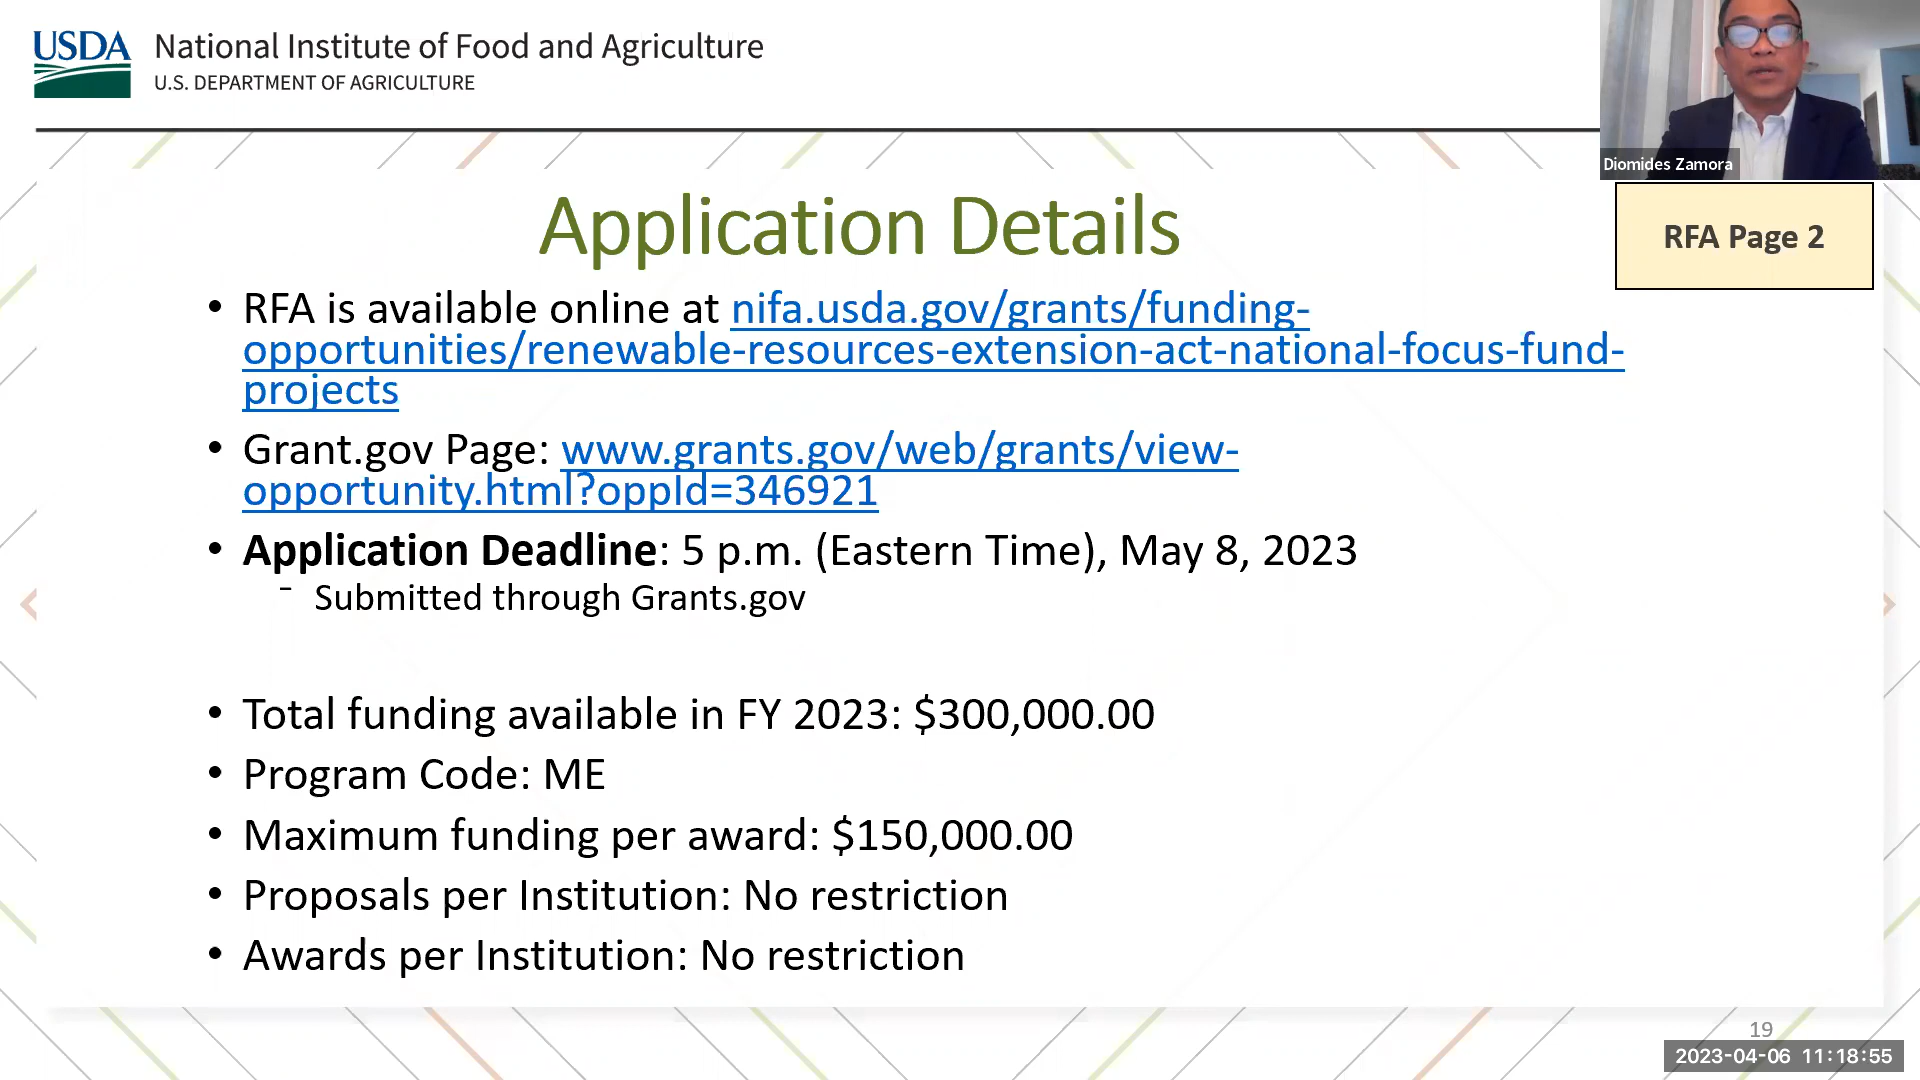 USDA
National Institute of Food and Agriculture
U.S. DEPARTMENT OF AGRICULTURE
Diomides Zamora
RFA Page 2
Application Details
• RFA is available online at nifa.usda.gov/grants/funding-
opportunities/renewable-resources-extension-act-national-focus-fund-
projects
• Grant.gov Page: www.grants.gov/web/grants/view-
opportunity.html?oppId=346921
• Application Deadline: 5 p.m. (Eastern Time), May 8, 2023
– Submitted through Grants.gov
• Total funding available in FY 2023: $300,000.00
• Program Code: ME
• Maximum funding per award: $150,000.00
• Proposals per Institution: No restriction
• Awards per Institution: No restriction
19
2023-04-06 11:18:55